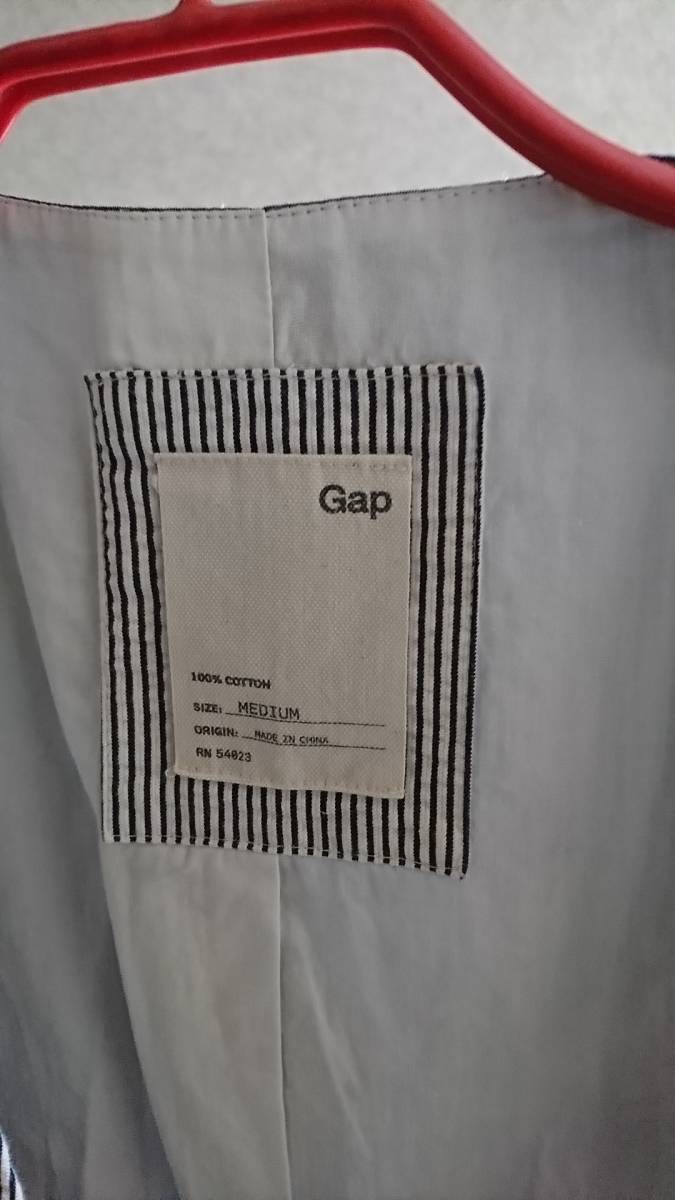 Gap
100% COTTON
SIZE: MEDIUM
ORIGIN: MADE IN CHINA
RN 54023